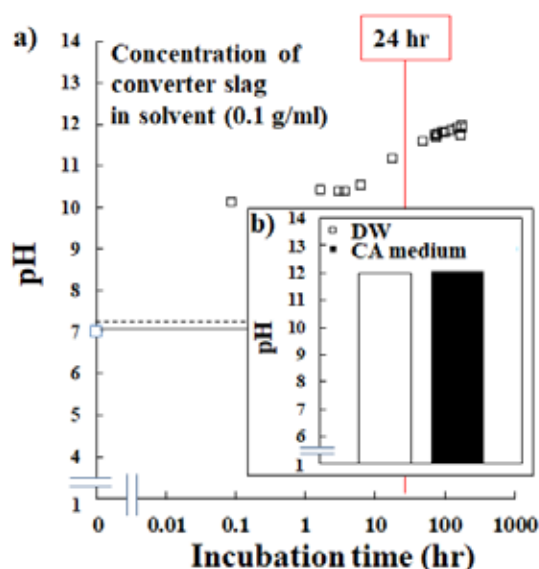 a)
14
13
12
11
10
9
8
7
6
5
4
1
pH
Concentration of
converter slag
in solvent (0.1 g/ml)
24 hr
b)
14
13
12
11
10
9
8
7
6
1
pH
DW
CA medium
0 0.01 0.1 1 10 100 1000
Incubation time (hr)